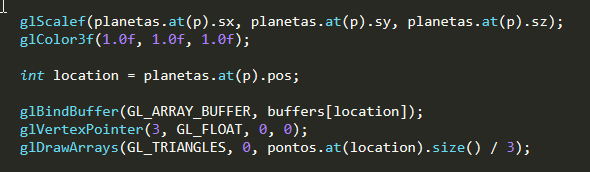 glScalef(planetas.at(p).sx, planetas.at(p).sy, planetas.at(p).sz);
glColor3f(1.0f, 1.0f, 1.0f);
int location = planetas.at(p).pos;
glBindBuffer(GL_ARRAY_BUFFER, buffers[location]);
glVertexPointer(3, GL_FLOAT, 0, 0);
glDrawArrays(GL_TRIANGLES, 0, pontos.at(location).size() / 3);